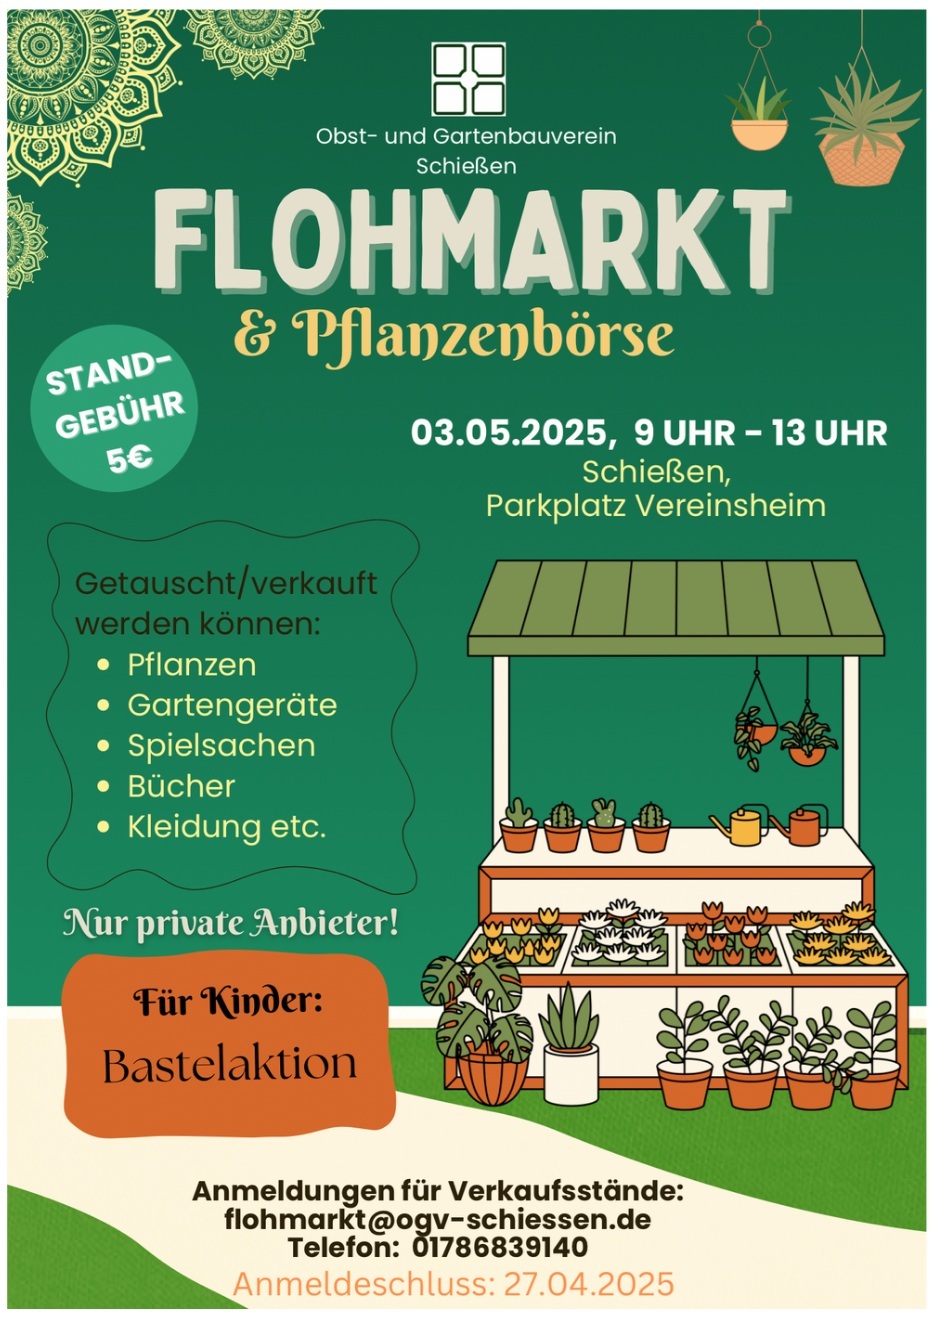 Obst- und Gartenbauverein
Schießen
FLOHMARKT
& Pflanzenbörse
STAND-
GEBÜHR
5€
03.05.2025, 9 UHR - 13 UHR
Schießen,
Parkplatz Vereinsheim
Getauscht/verkauft
werden können:
• Pflanzen
• Gartengeräte
• Spielsachen
• Bücher
• Kleidung etc.
Nur private Anbieter!
Für Kinder:
Bastelaktion
Anmeldungen für Verkaufsstände:
flohmarkt@ogv-schiessen.de
Telefon: 01786839140
Anmeldeschluss: 27.04.2025